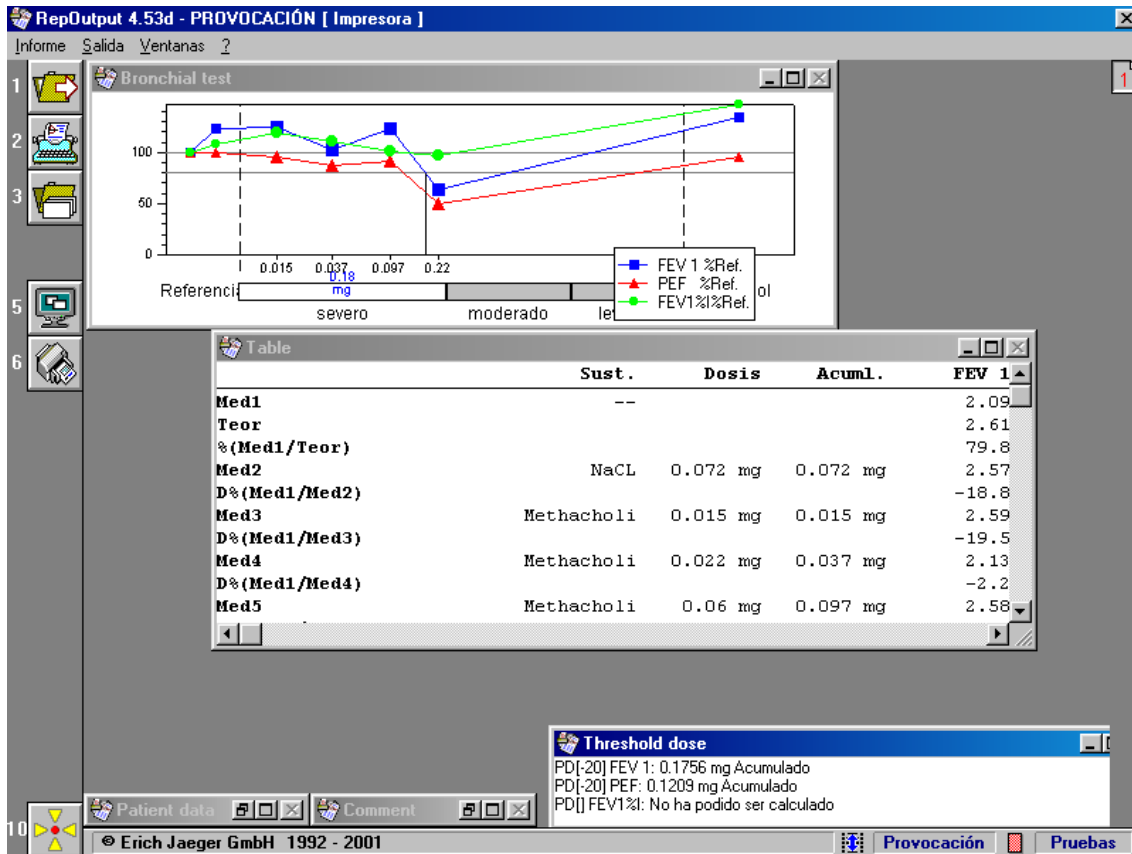 RepOutput 4.53d - PROVOCACIÓN [ Impresora ]
Informe Salida Ventanas ?
1
2
3
5
6
10
1
Bronchial test
100
50
0
0.015 0.037 0.097 0.22
0.18
mg
Referenci
severo moderado
ol
FEV 1 %Ref.
PEF %Ref.
FEV1%I%Ref.
Table
Sust. Dosis Acuml. FEV 1
Med1 -- 2.09
Teor 2.61
%(Med1/Teor) 79.8
Med2 NaCL 0.072 mg 0.072 mg 2.57
D%(Med1/Med2) -18.8
Med3 Methacholi 0.015 mg 0.015 mg 2.59
D%(Med1/Med3) -19.5
Med4 Methacholi 0.022 mg 0.037 mg 2.13
D%(Med1/Med4) -2.2
Med5 Methacholi 0.06 mg 0.097 mg 2.58
Threshold dose
PD[-20] FEV 1: 0.1756 mg Acumulado
PD[-20] PEF: 0.1209 mg Acumulado
PD[] FEV1%I: No ha podido ser calculado
Patient data Comment
© Erich Jaeger GmbH 1992 - 2001
Provocación Pruebas